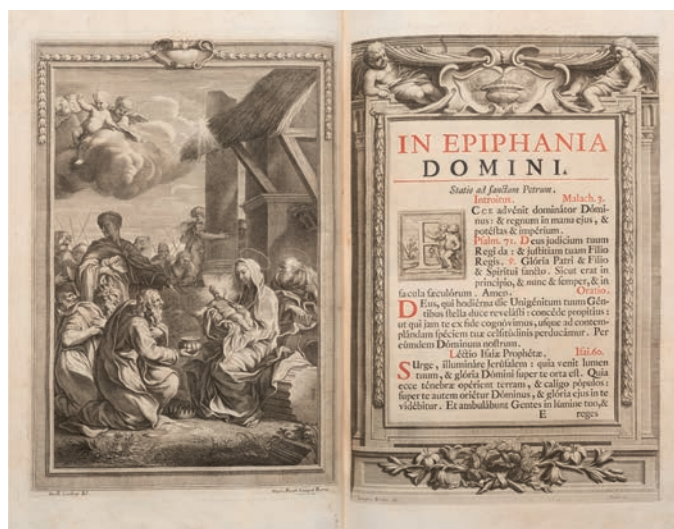 IN EPIPHANIA
DOMINI.
Statio ad sanctam Petrum.
Introitus. Malach. 3.
Cce advénit dominátor Dómi-
nus: & regnum in manu ejus, &
potéstas & impérium.
Psalm. 71. Deus judícium tuum
Regi da: & justítiam tuam Fílio
Regis. ℣. Glória Patri & Fílio
& Spirítui sancto. Sicut erat in
princípio, & nunc & semper, & in
sæcula sæculórum. Amen. Oratio.
DEus, qui hodiérna die Unigénitum tuum Gén-
tibus stella duce revelásti: concéde propítius:
ut qui jam te ex fide cognóvimus, usque ad contem-
plándam spéciem tuæ celsitúdinis perducámur. Per
eúmdem Dóminum nostrum.
Léctio Isaíæ Prophétæ. Isai. 60.
SUrge, illumináre Jerúsalem: quia venit lumen
tuum, & glória Dómini super te orta est. Quia
ecce ténebræ opérient terram, & calígo pópulos:
super te autem oriétur Dóminus, & glória ejus in te
vidébitur. Et ambulábunt Gentes in lúmine tuo, &
E reges